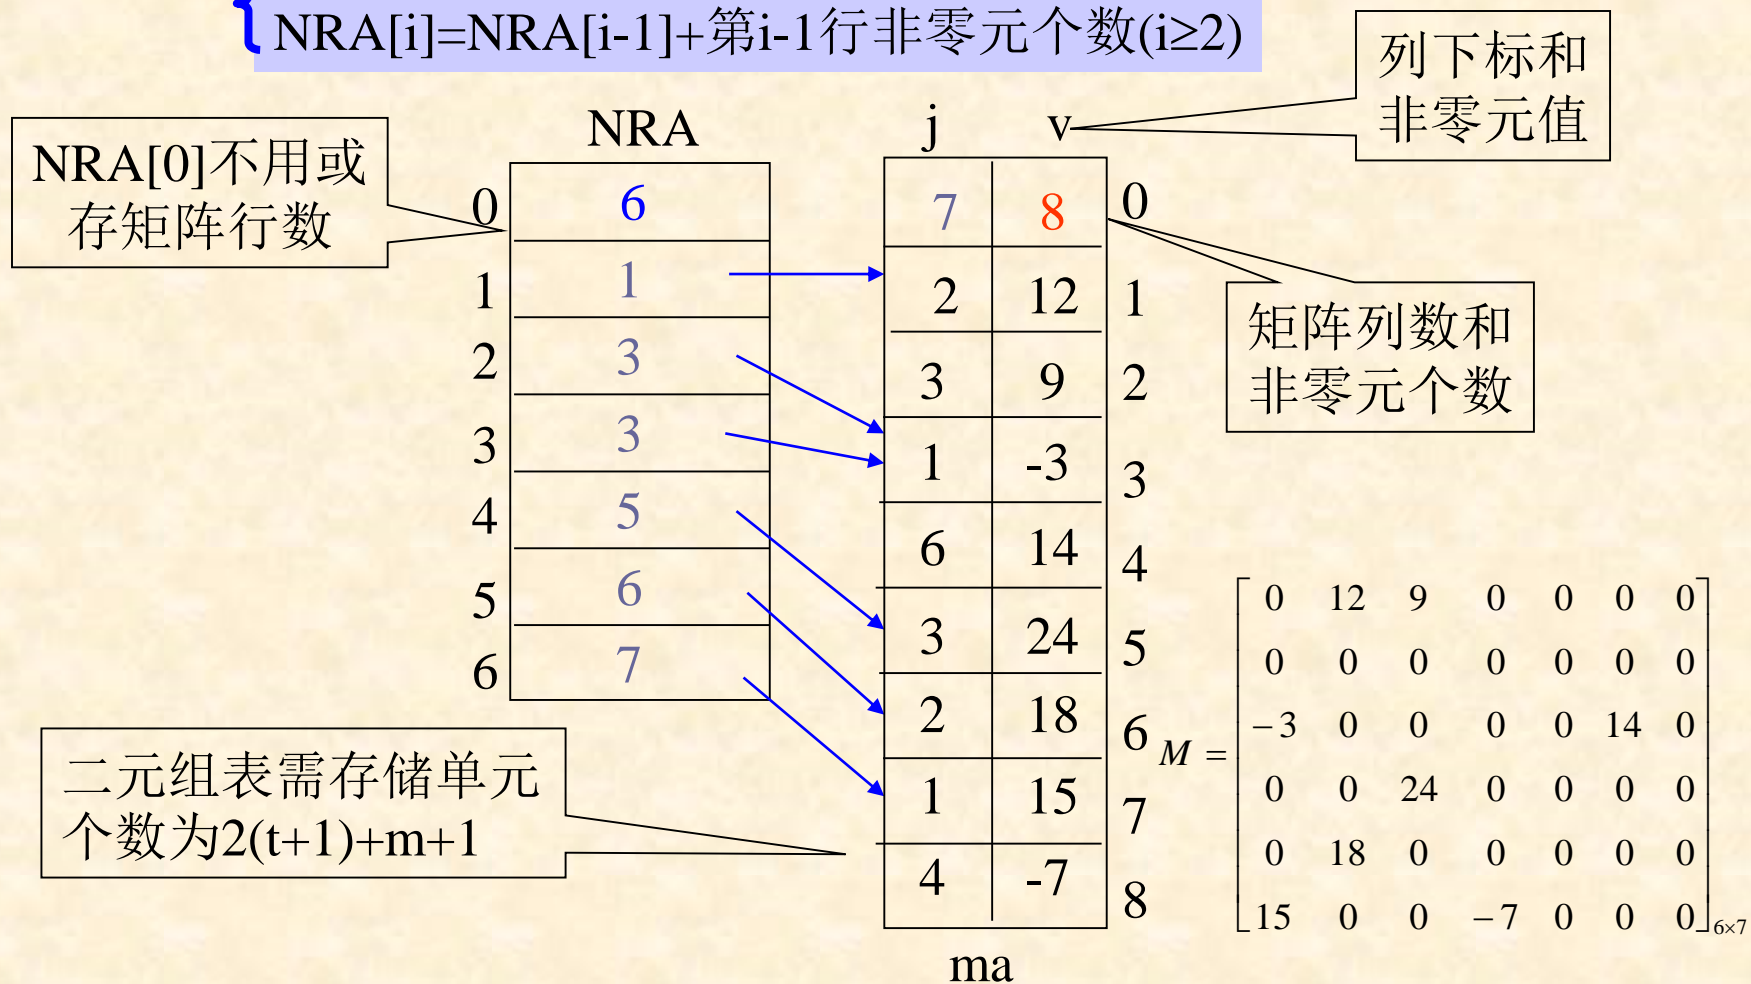 NRA[i]=NRA[i-1]+第i-1行非零元个数(i≥2)
列下标和
非零元值
NRA[0]不用或
存矩阵行数
NRA
j v
0 6
1 1
2 3
3 3
4 5
5 6
6 7
7 8 0
2 12 1
3 9 2
1 -3 3
6 14 4
3 24 5
2 18 6
1 15 7
4 -7 8
ma
矩阵列数和
非零元个数
二元组表需存储单元
个数为2(t+1)+m+1
M =
0 12 9 0 0 0 0
0 0 0 0 0 0 0
−3 0 0 0 0 14 0
0 0 24 0 0 0 0
0 18 0 0 0 0 0
15 0 0 −7 0 0 0
6×7